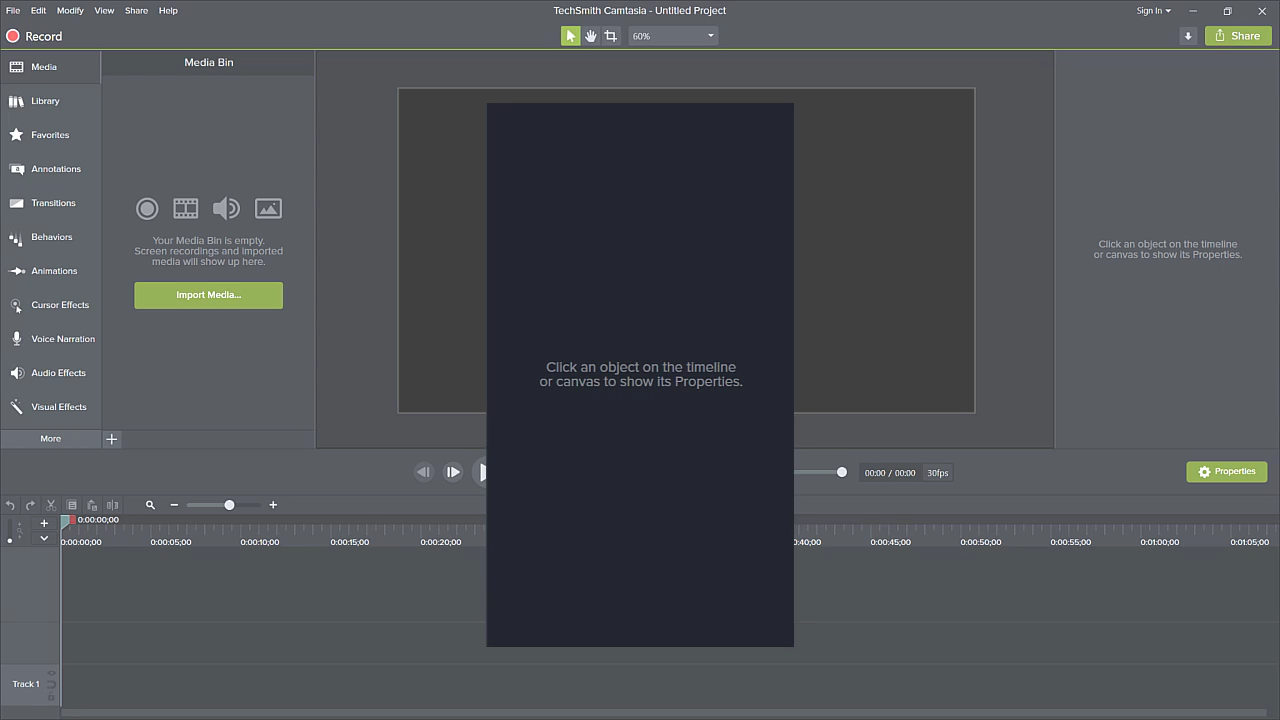 File Edit Modify View Share Help
TechSmith Camtasia - Untitled Project
Sign In
Record
60%
Share
Media
Library
Favorites
Annotations
Transitions
Behaviors
Animations
Cursor Effects
Voice Narration
Audio Effects
Visual Effects
More
Media Bin
Your Media Bin is empty.
Screen recordings and imported
media will show up here.
Import Media...
Click an object on the timeline
or canvas to show its Properties.
Click an object on the timeline
or canvas to show its Properties.
00:00 / 00:00
30fps
Properties
0:00:00;00
0:00:00;00 0:00:05;00 0:00:10;00 0:00:15;00 0:00:20;00 :40;00 0:00:45;00 0:00:50;00 0:00:55;00 0:01:00;00 0:01:05;00
Track 1